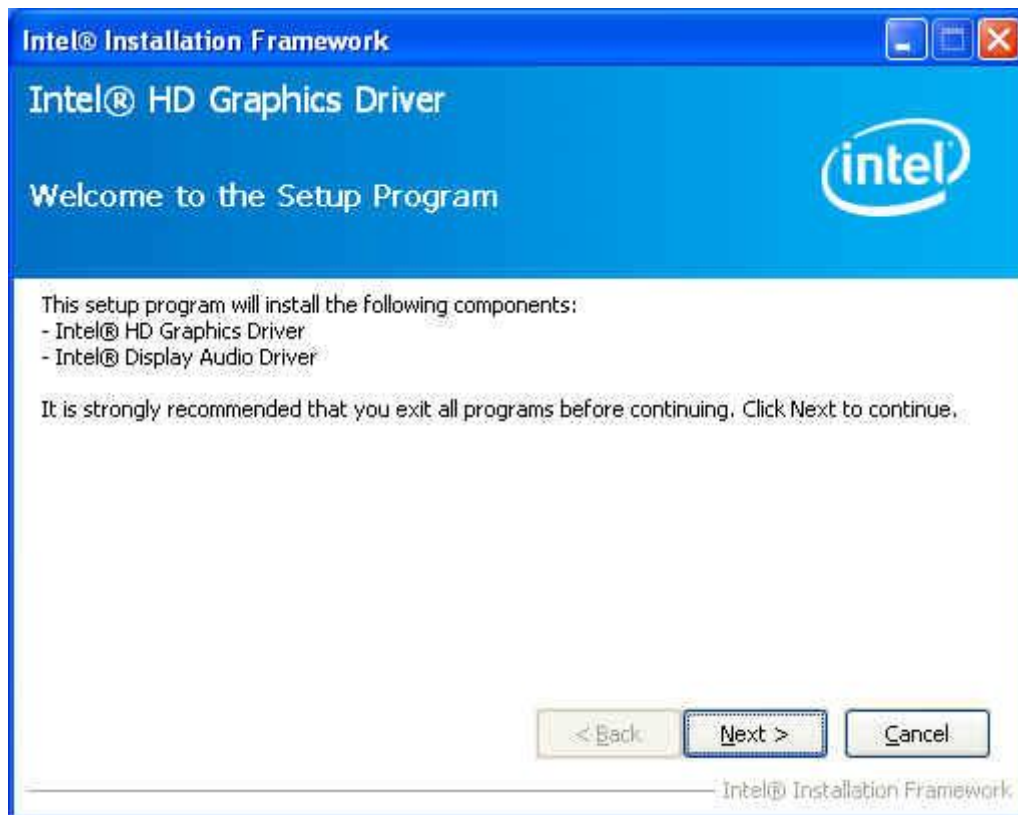 Intel® Installation Framework
Intel® HD Graphics Driver
intel
Welcome to the Setup Program
This setup program will install the following components:
- Intel® HD Graphics Driver
- Intel® Display Audio Driver
It is strongly recommended that you exit all programs before continuing. Click Next to continue.
< Back
Next >
Cancel
Intel® Installation Framework